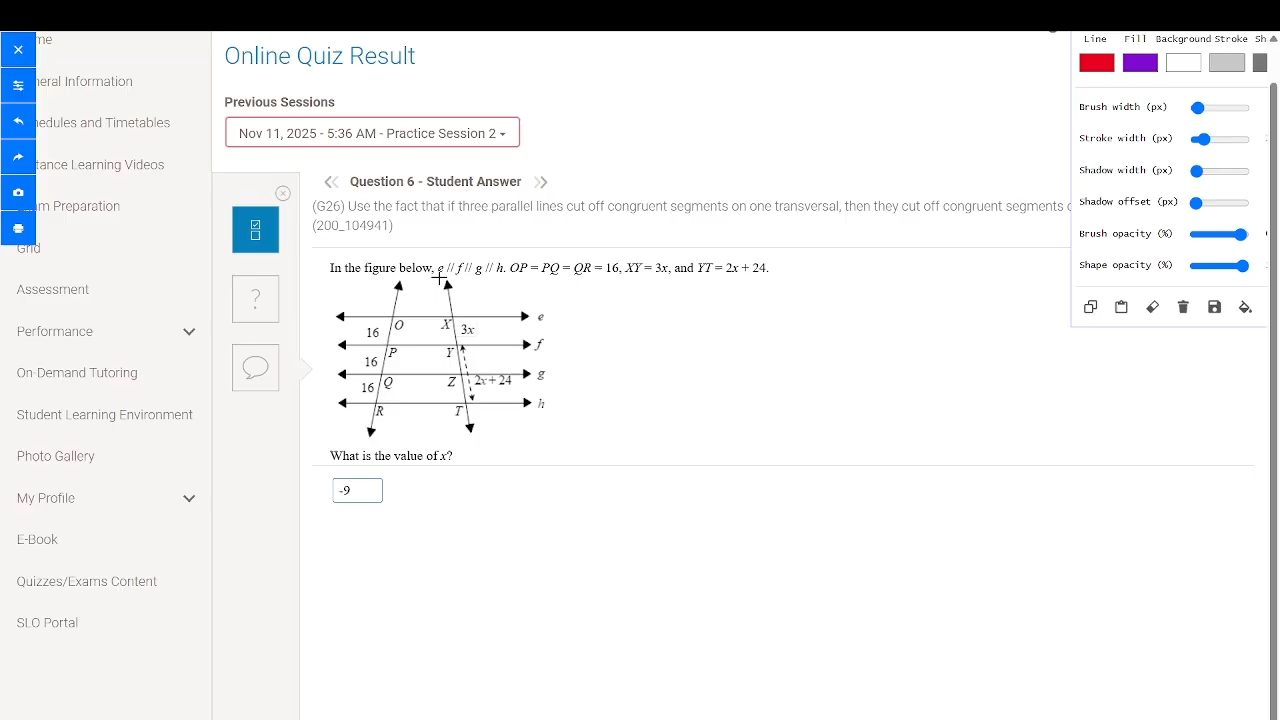 Line Fill Background Stroke Sh
Online Quiz Result
General Information
Previous Sessions
Brush width (px)
Schedules and Timetables
Nov 11, 2025 - 5:36 AM - Practice Session 2
Stroke width (px)
Distance Learning Videos
Shadow width (px)
Question 6 - Student Answer
Exam Preparation
(G26) Use the fact that if three parallel lines cut off congruent segments on one transversal, then they cut off congruent segments
Shadow offset (px)
(200_104941)
Brush opacity (%)
Grid
Shape opacity (%)
In the figure below, e // f // g // h. OP = PQ = QR = 16, XY = 3x, and YT = 2x + 24.
Assessment
Performance
On-Demand Tutoring
Student Learning Environment
Photo Gallery
My Profile
E-Book
Quizzes/Exams Content
SLO Portal
?
O X e
16 3x
P Y f
16
Q Z 2x + 24 g
16
R T h
What is the value of x?
-9